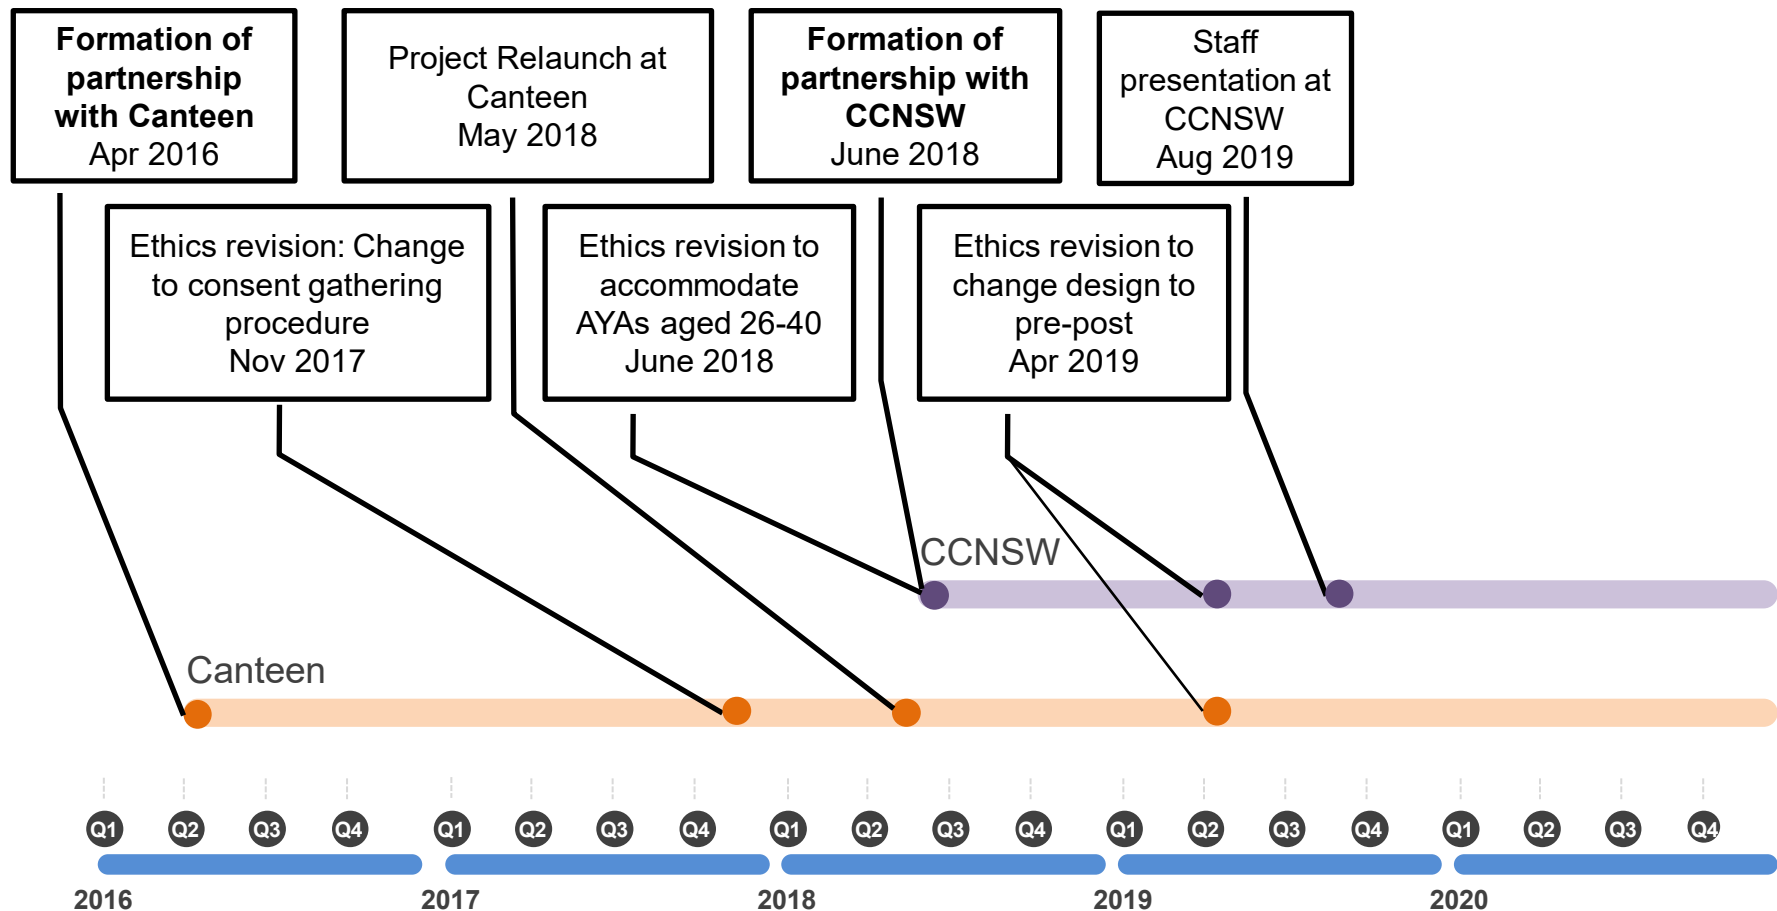 Formation of
partnership
with Canteen
Apr 2016
Project Relaunch at
Canteen
May 2018
Formation of
partnership with
CCNSW
June 2018
Staff
presentation at
CCNSW
Aug 2019
Ethics revision: Change
to consent gathering
procedure
Nov 2017
Ethics revision to
accommodate
AYAs aged 26-40
June 2018
Ethics revision to
change design to
pre-post
Apr 2019
CCNSW
Canteen
Q1 Q2 Q3 Q4 Q1 Q2 Q3 Q4 Q1 Q2 Q3 Q4 Q1 Q2 Q3 Q4 Q1 Q2 Q3 Q4
2016 2017 2018 2019 2020